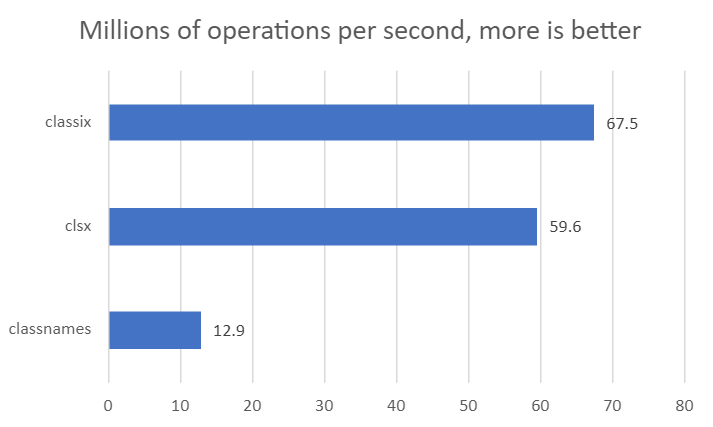 Millions of operations per second, more is better
classix
67.5
clsx
59.6
classnames
12.9
0 10 20 30 40 50 60 70 80